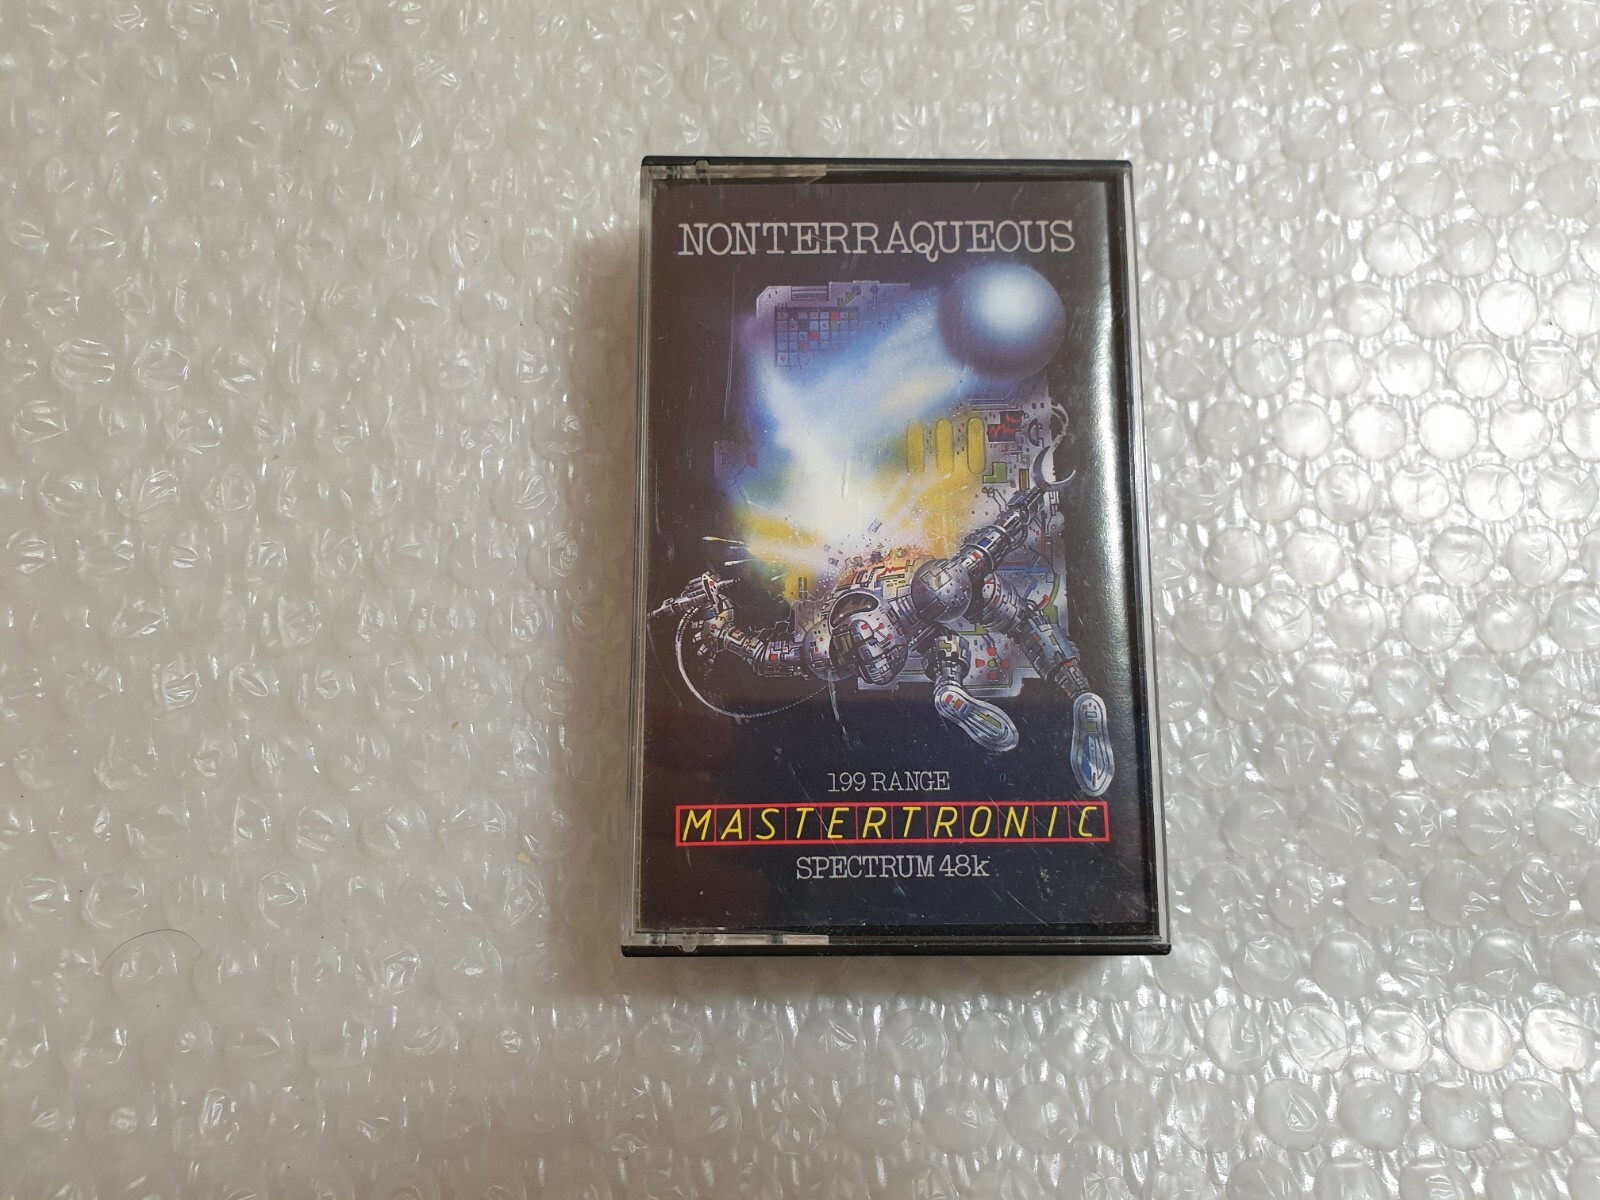 NONTERRAQUEOUS
199 RANGE
MASTERTRONIC
SPECTRUM 48k